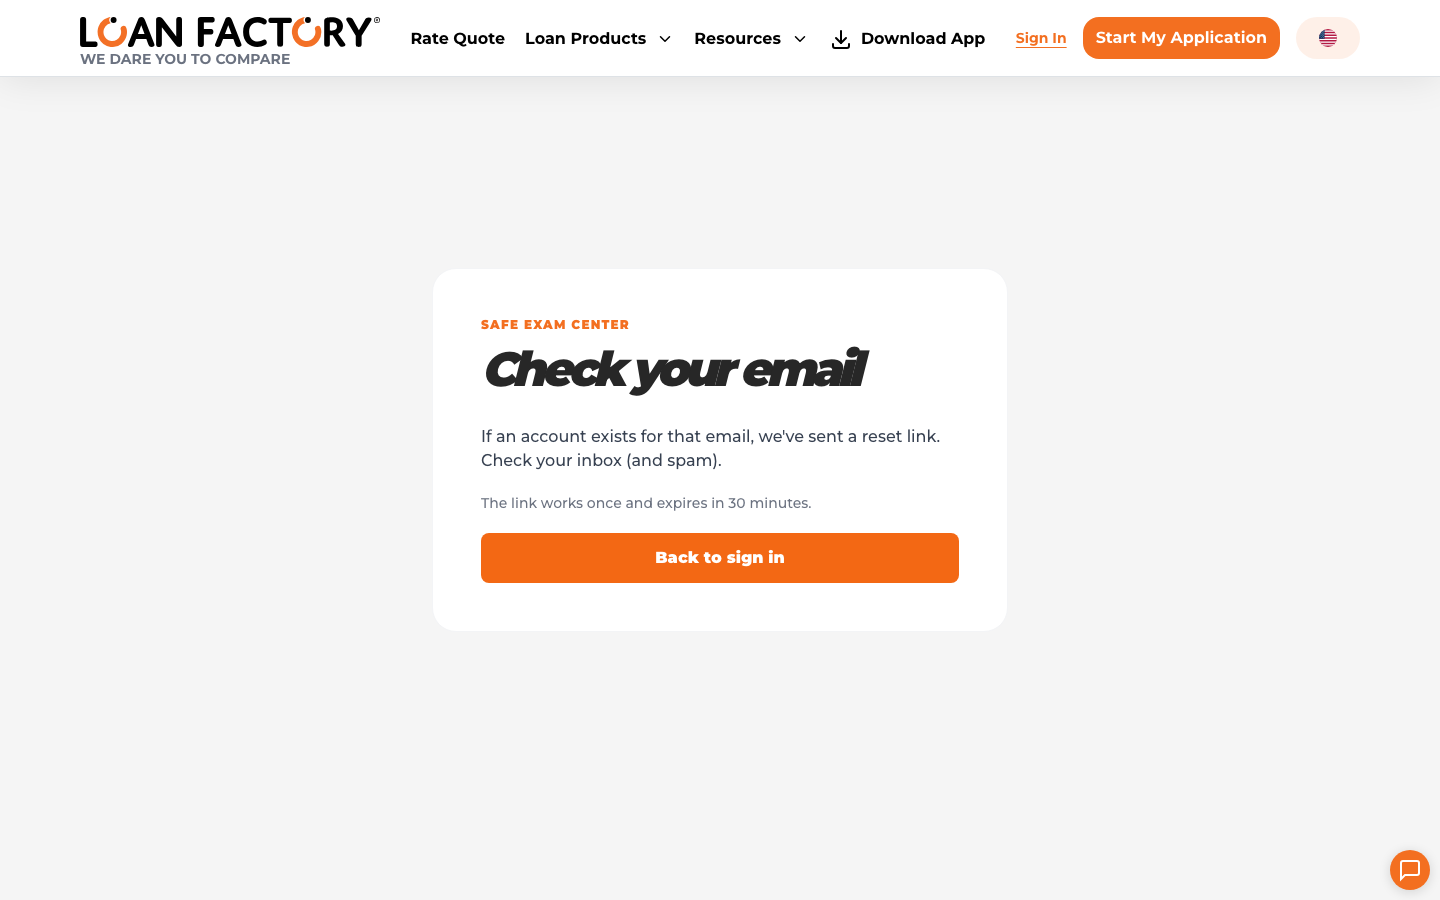 LOAN FACTORY®
WE DARE YOU TO COMPARE
Rate Quote
Loan Products
Resources
Download App
Sign In
Start My Application
SAFE EXAM CENTER
Check your email
If an account exists for that email, we've sent a reset link.
Check your inbox (and spam).
The link works once and expires in 30 minutes.
Back to sign in